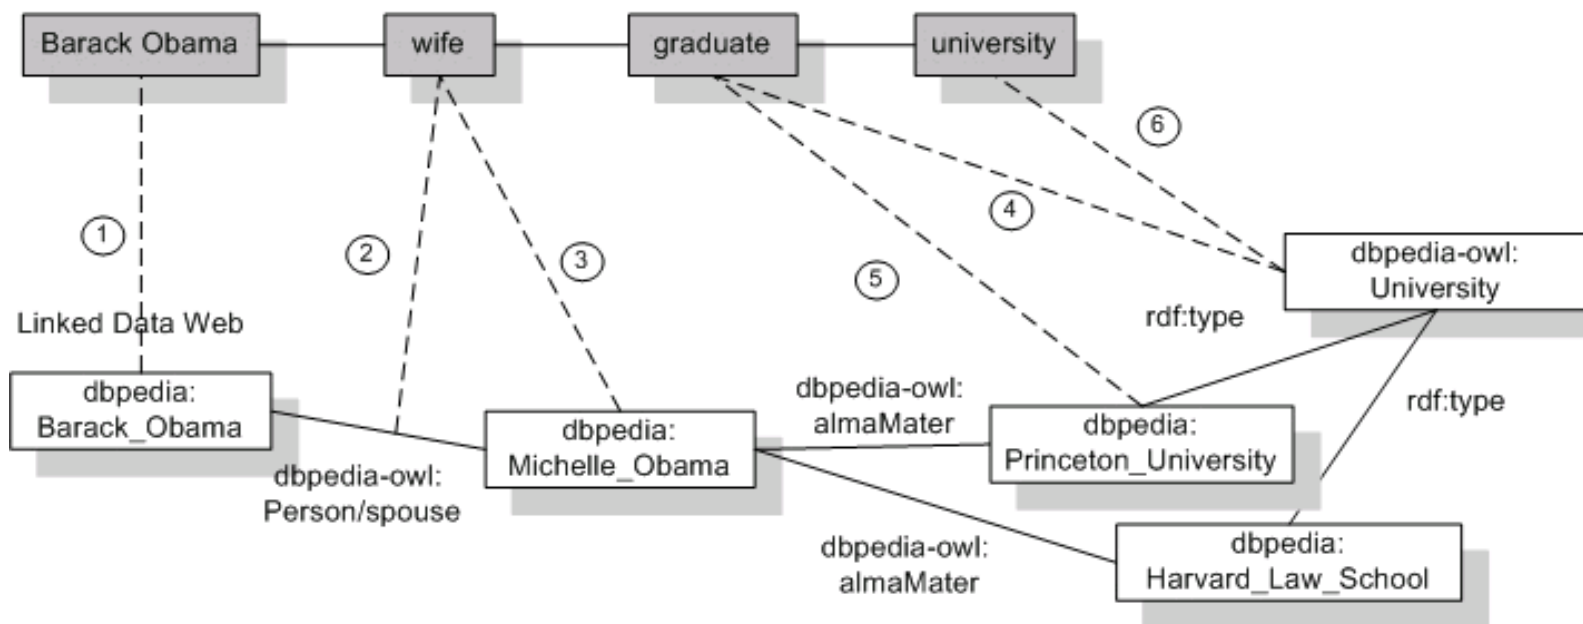 Barack Obama
wife
graduate
university
6
4
1
2
3
5
dbpedia-owl:
University
Linked Data Web
rdf:type
dbpedia:
Barack_Obama
dbpedia-owl:
almaMater
rdf:type
dbpedia:
Michelle_Obama
dbpedia:
Princeton_University
dbpedia-owl:
Person/spouse
dbpedia-owl:
almaMater
dbpedia:
Harvard_Law_School